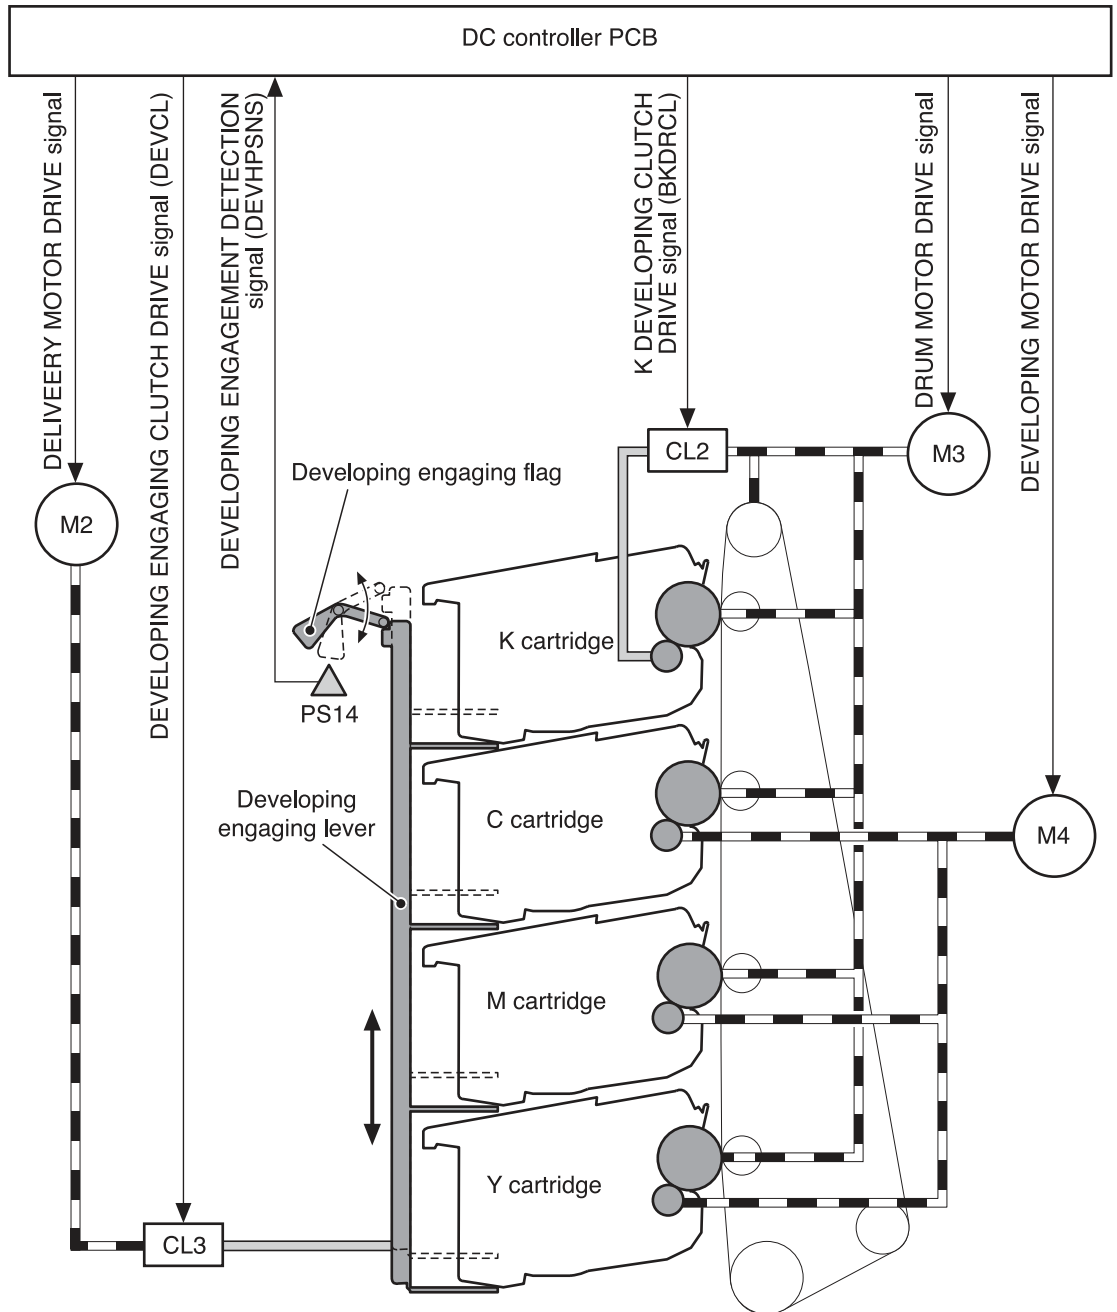 DC controller PCB
DELIVEERY MOTOR DRIVE signal
DEVELOPING ENGAGING CLUTCH DRIVE signal (DEVCL)
DEVELOPING ENGAGEMENT DETECTION
signal (DEVHPSNS)
K DEVELOPING CLUTCH
DRIVE signal (BKDRCL)
DRUM MOTOR DRIVE signal
DEVELOPING MOTOR DRIVE signal
CL2
M3
Developing engaging flag
M2
K cartridge
PS14
Developing
engaging lever
C cartridge
M4
M cartridge
Y cartridge
CL3